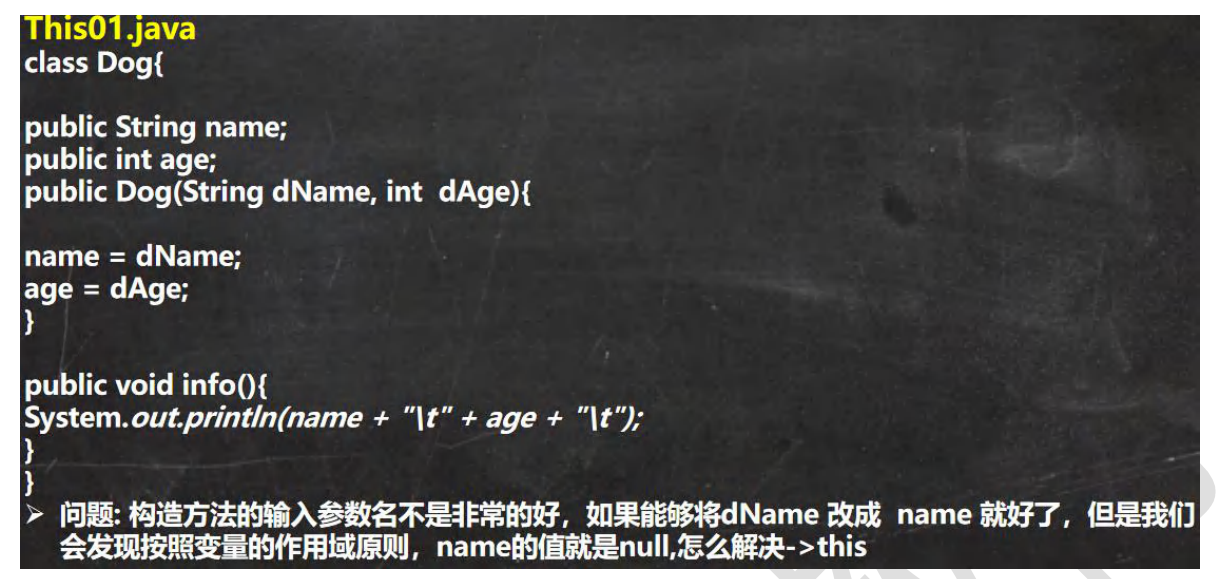 This01.java
class Dog{
public String name;
public int age;
public Dog(String dName, int  dAge){
name = dName;
age = dAge;
}
public void info(){
System.out.println(name + "\t" + age + "\t");
}
}
➢ 问题: 构造方法的输入参数名不是非常的好，如果能够将dName 改成  name 就好了，但是我们
会发现按照变量的作用域原则，name的值就是null,怎么解决->this